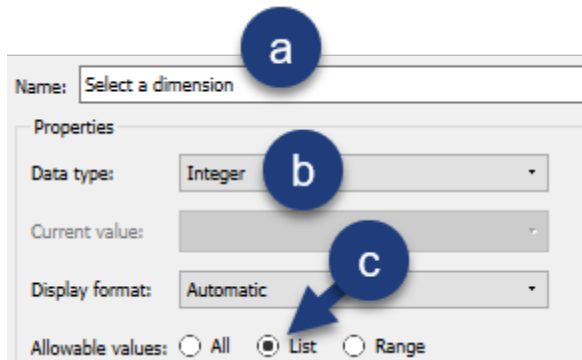 a
Name: Select a dimension
Properties
Data type: Integer b
Current value:
c
Display format: Automatic
Allowable values: All List Range